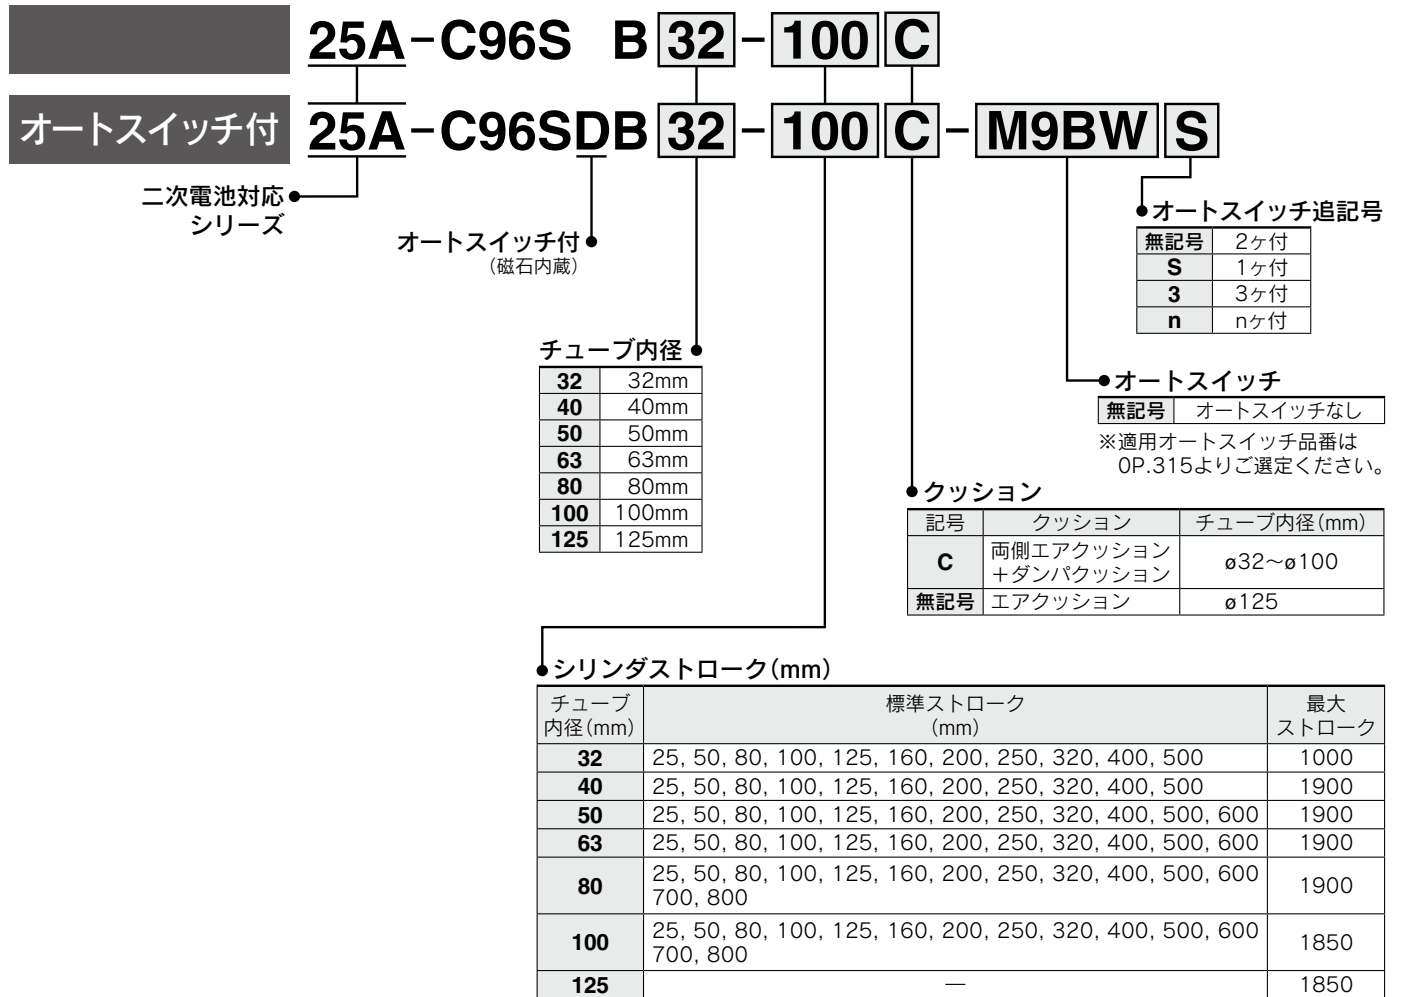 25A-C96S B 32 - 100 C
オートスイッチ付 25A-C96SDB 32 - 100 C - M9BW S
二次電池対応
シリーズ
オートスイッチ付
(磁石内蔵)
オートスイッチ追記号
無記号 2ヶ付
S 1ヶ付
3 3ヶ付
n nヶ付
チューブ内径
32 32mm
40 40mm
50 50mm
63 63mm
80 80mm
100 100mm
125 125mm
オートスイッチ
無記号 オートスイッチなし
※適用オートスイッチ品番は
0P.315よりご選定ください。
クッション
記号 クッション チューブ内径(mm)
C 両側エアクッション
+ダンパクッション ø32~ø100
無記号 エアクッション ø125
シリンダストローク(mm)
チューブ
内径(mm) 標準ストローク
(mm) 最大
ストローク
32 25, 50, 80, 100, 125, 160, 200, 250, 320, 400, 500 1000
40 25, 50, 80, 100, 125, 160, 200, 250, 320, 400, 500 1900
50 25, 50, 80, 100, 125, 160, 200, 250, 320, 400, 500, 600 1900
63 25, 50, 80, 100, 125, 160, 200, 250, 320, 400, 500, 600 1900
80 25, 50, 80, 100, 125, 160, 200, 250, 320, 400, 500, 600
700, 800 1900
100 25, 50, 80, 100, 125, 160, 200, 250, 320, 400, 500, 600
700, 800 1850
125 — 1850